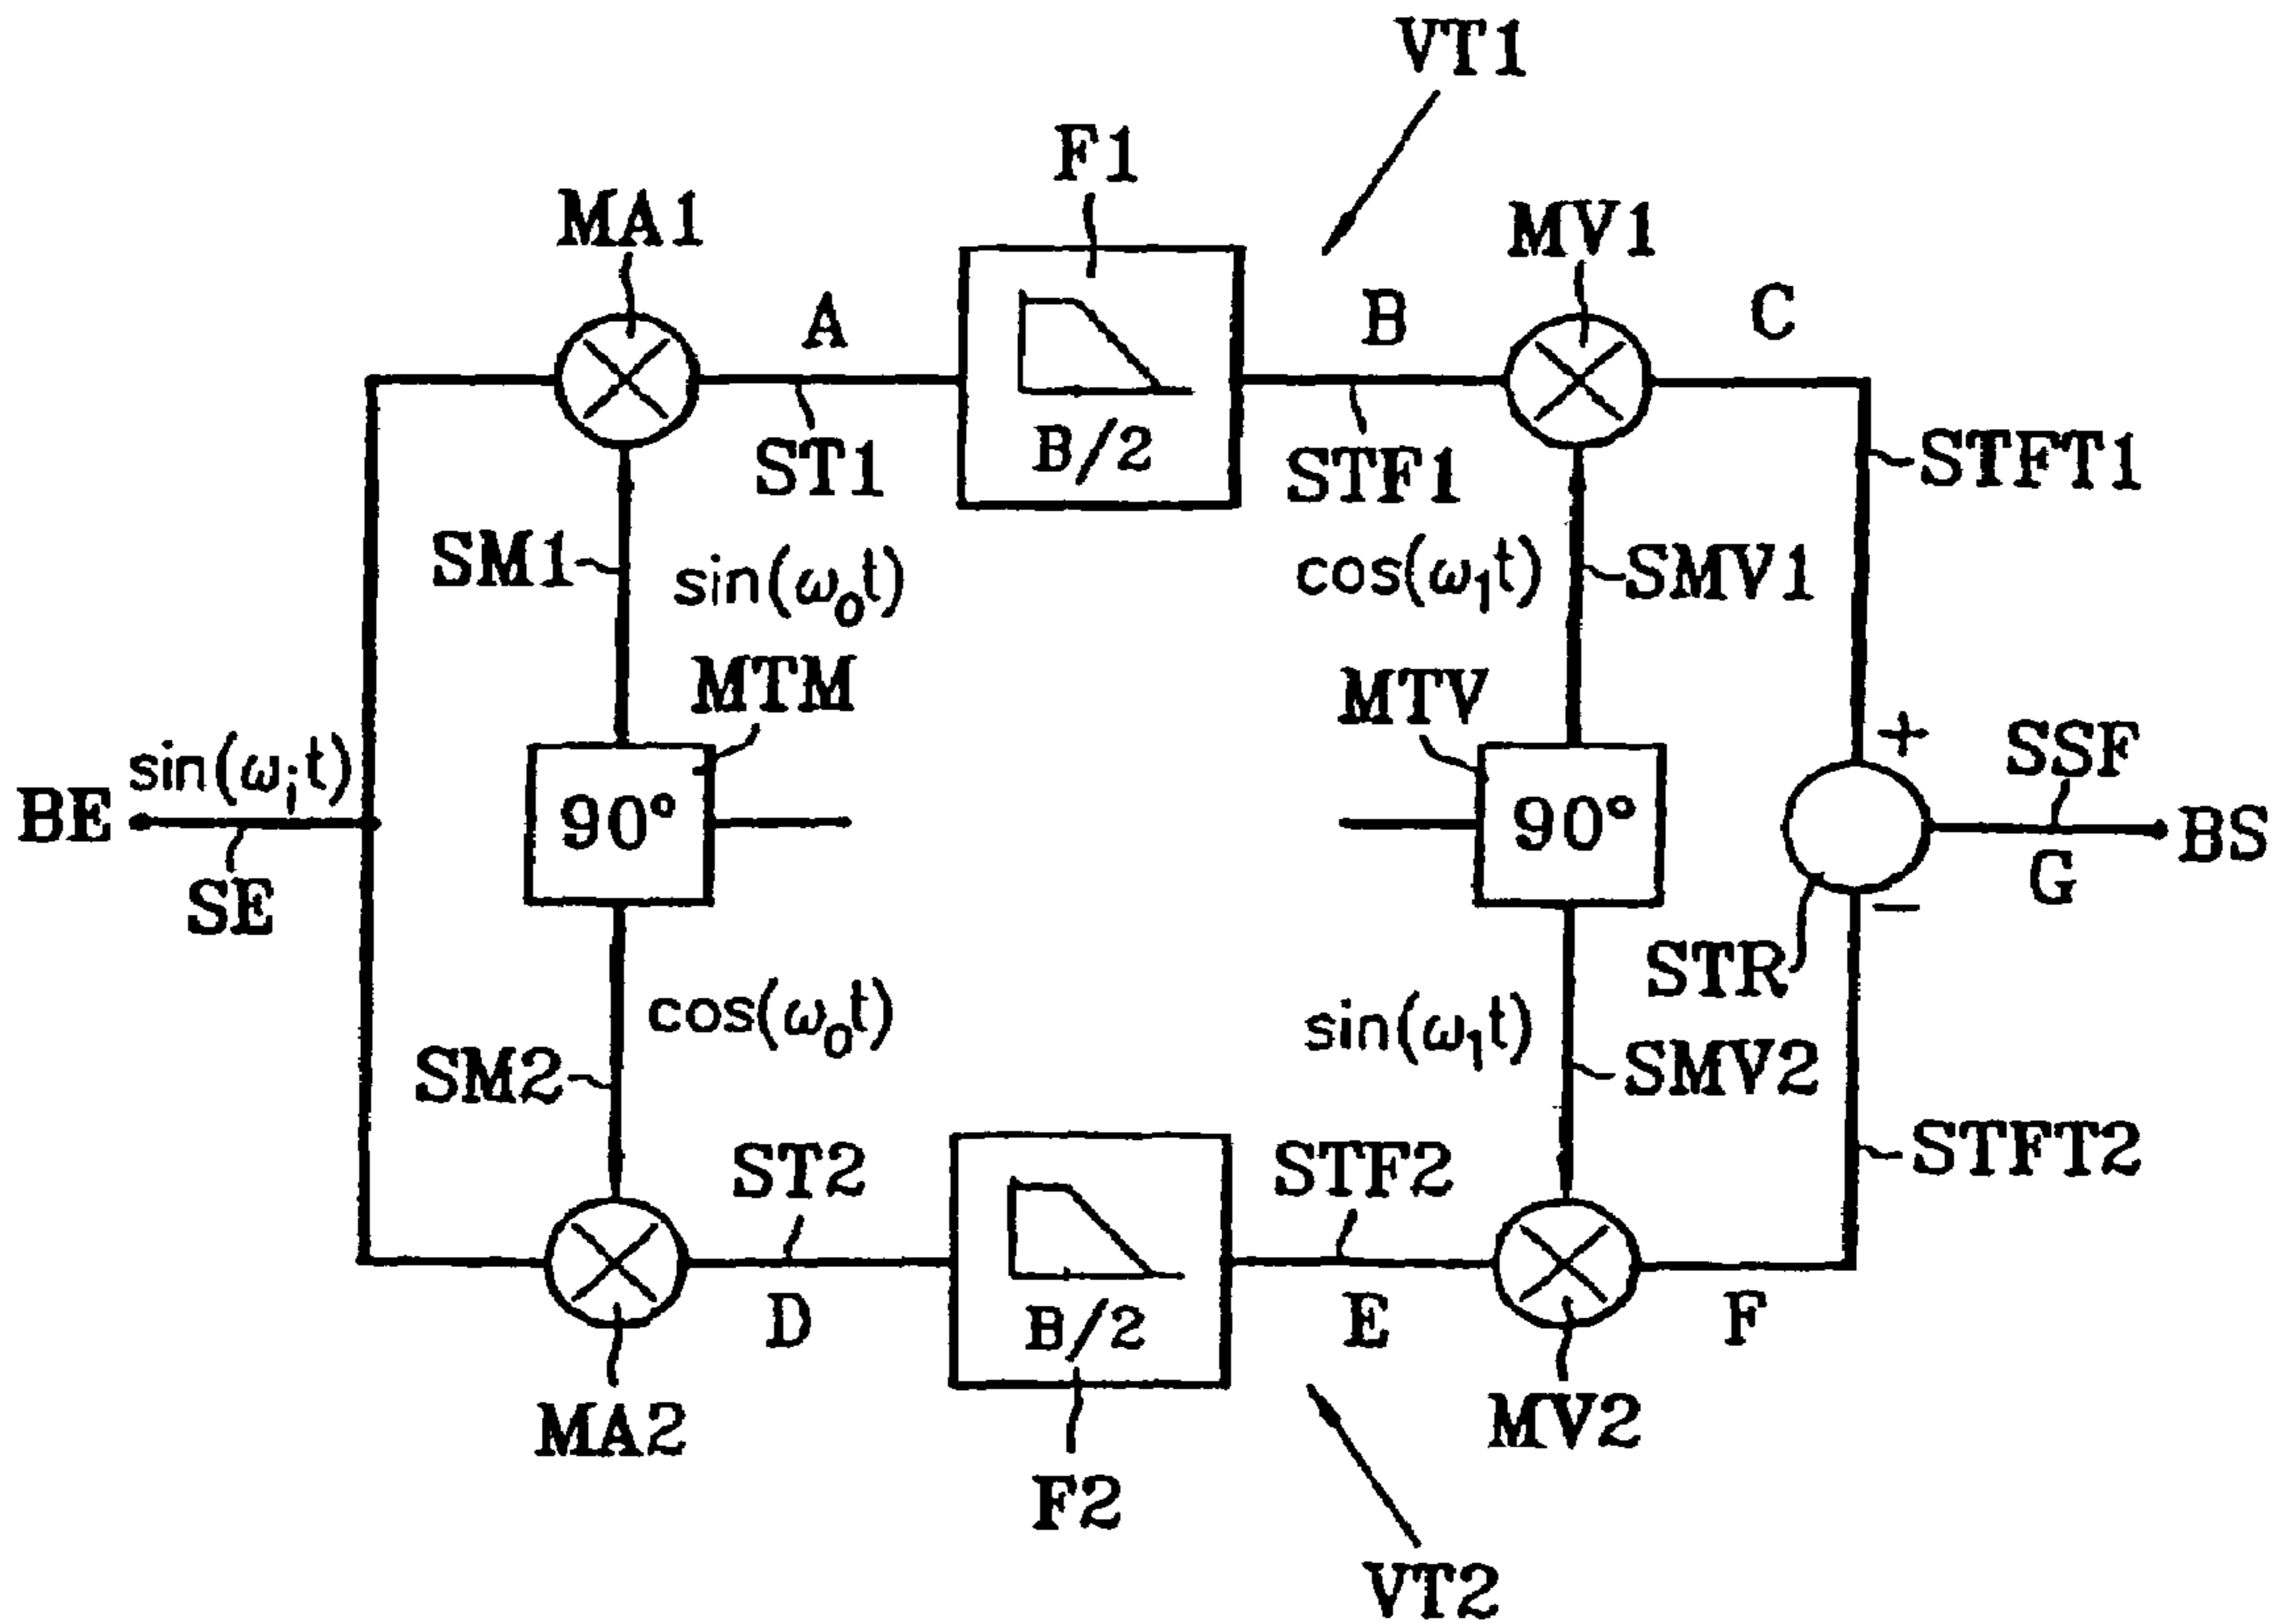 VT1
F1
MA1
MV1
A
B
C
B/2
ST1
STF1
STFT1
SM1
sin(ω₀t)
cos(ω₁t)
SMV1
MTM
MTV
+
sin(ωᵢt)
SSF
BE
90°
90°
BS
SE
G
−
STR
cos(ω₀t)
sin(ω₁t)
SM2
SMV2
ST2
STF2
STFT2
D
B/2
E
F
MA2
MV2
F2
VT2